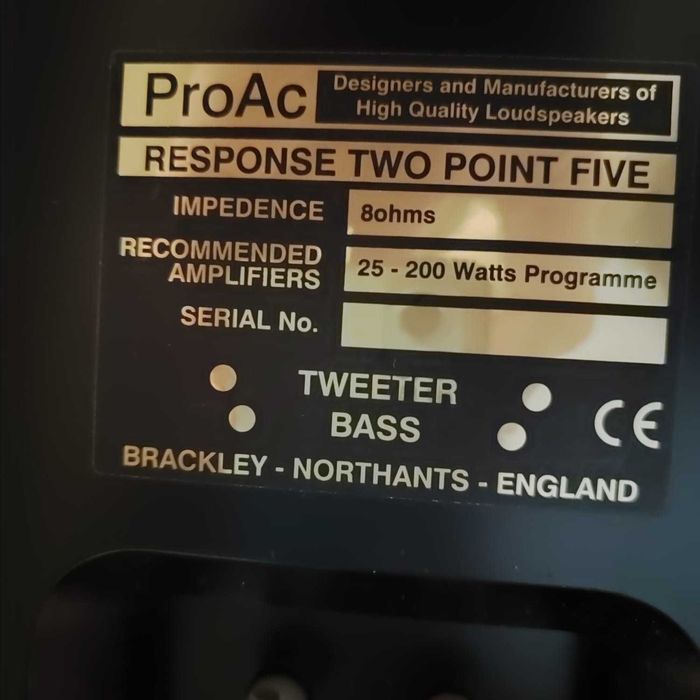 ProAc
Designers and Manufacturers of
High Quality Loudspeakers
RESPONSE TWO POINT FIVE
IMPEDENCE 8ohms
RECOMMENDED
AMPLIFIERS 25 - 200 Watts Programme
SERIAL No.
TWEETER
BASS
CE
BRACKLEY - NORTHANTS - ENGLAND